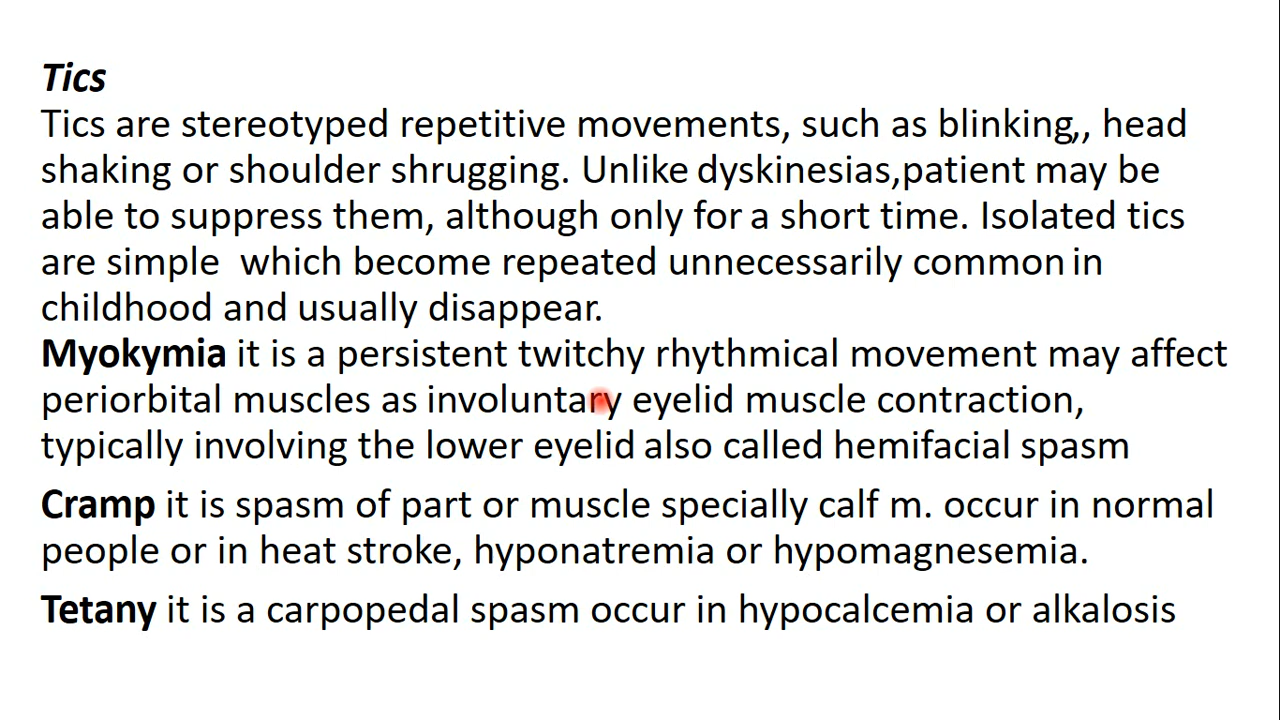 Tics
Tics are stereotyped repetitive movements, such as blinking,, head
shaking or shoulder shrugging. Unlike dyskinesias,patient may be
able to suppress them, although only for a short time. Isolated tics
are simple  which become repeated unnecessarily common in
childhood and usually disappear.
Myokymia it is a persistent twitchy rhythmical movement may affect
periorbital muscles as involuntary eyelid muscle contraction,
typically involving the lower eyelid also called hemifacial spasm
Cramp it is spasm of part or muscle specially calf m. occur in normal
people or in heat stroke, hyponatremia or hypomagnesemia.
Tetany it is a carpopedal spasm occur in hypocalcemia or alkalosis